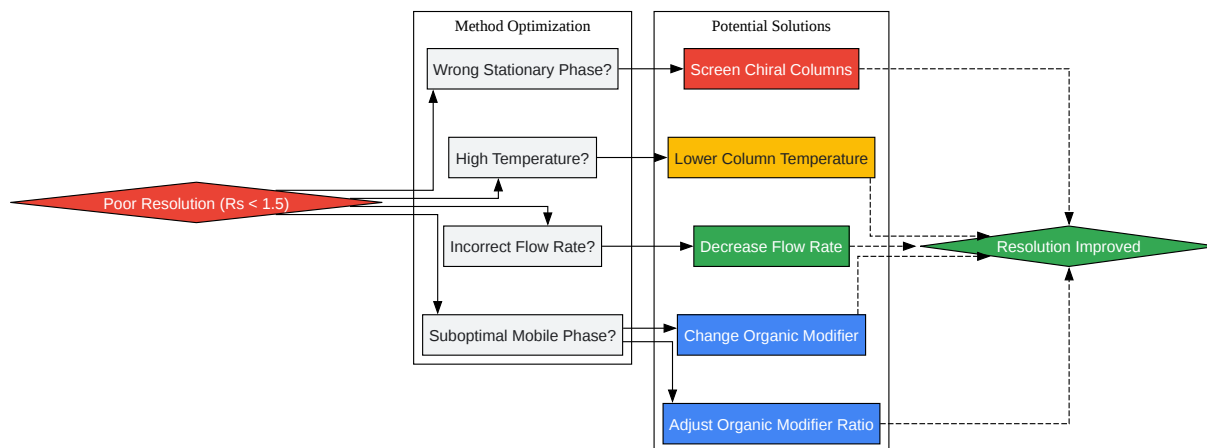 Method Optimization
Potential Solutions
Wrong Stationary Phase?
Screen Chiral Columns
High Temperature?
Lower Column Temperature
Poor Resolution (Rs < 1.5)
Incorrect Flow Rate?
Decrease Flow Rate
Resolution Improved
Suboptimal Mobile Phase?
Change Organic Modifier
Adjust Organic Modifier Ratio